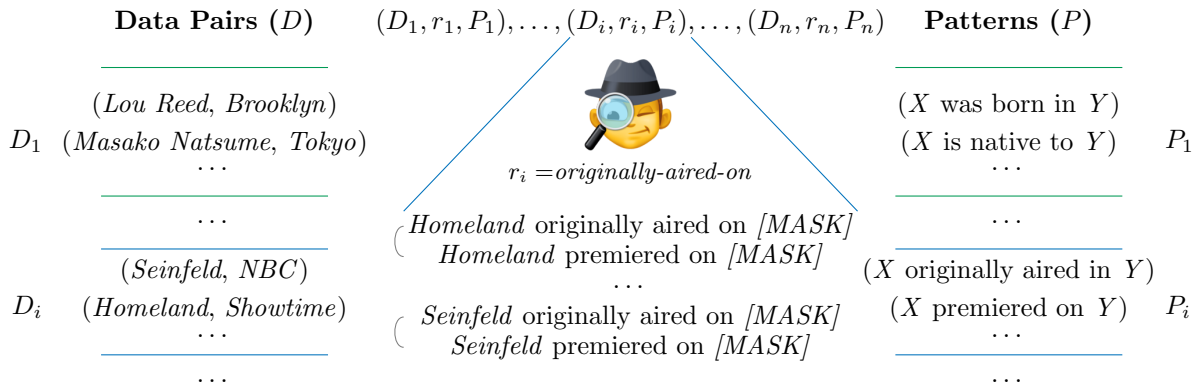 Data Pairs (D)
(D₁, r₁, P₁), . . . , (Dᵢ, rᵢ, Pᵢ), . . . , (Dₙ, rₙ, Pₙ)
Patterns (P)
(Lou Reed, Brooklyn)
D₁ (Masako Natsume, Tokyo)
· · ·
· · ·
(Seinfeld, NBC)
Dᵢ (Homeland, Showtime)
· · ·
· · ·
rᵢ =originally-aired-on
Homeland originally aired on [MASK]
Homeland premiered on [MASK]
· · ·
Seinfeld originally aired on [MASK]
Seinfeld premiered on [MASK]
(X was born in Y)
(X is native to Y) P₁
· · ·
· · ·
(X originally aired in Y)
(X premiered on Y) Pᵢ
· · ·
· · ·